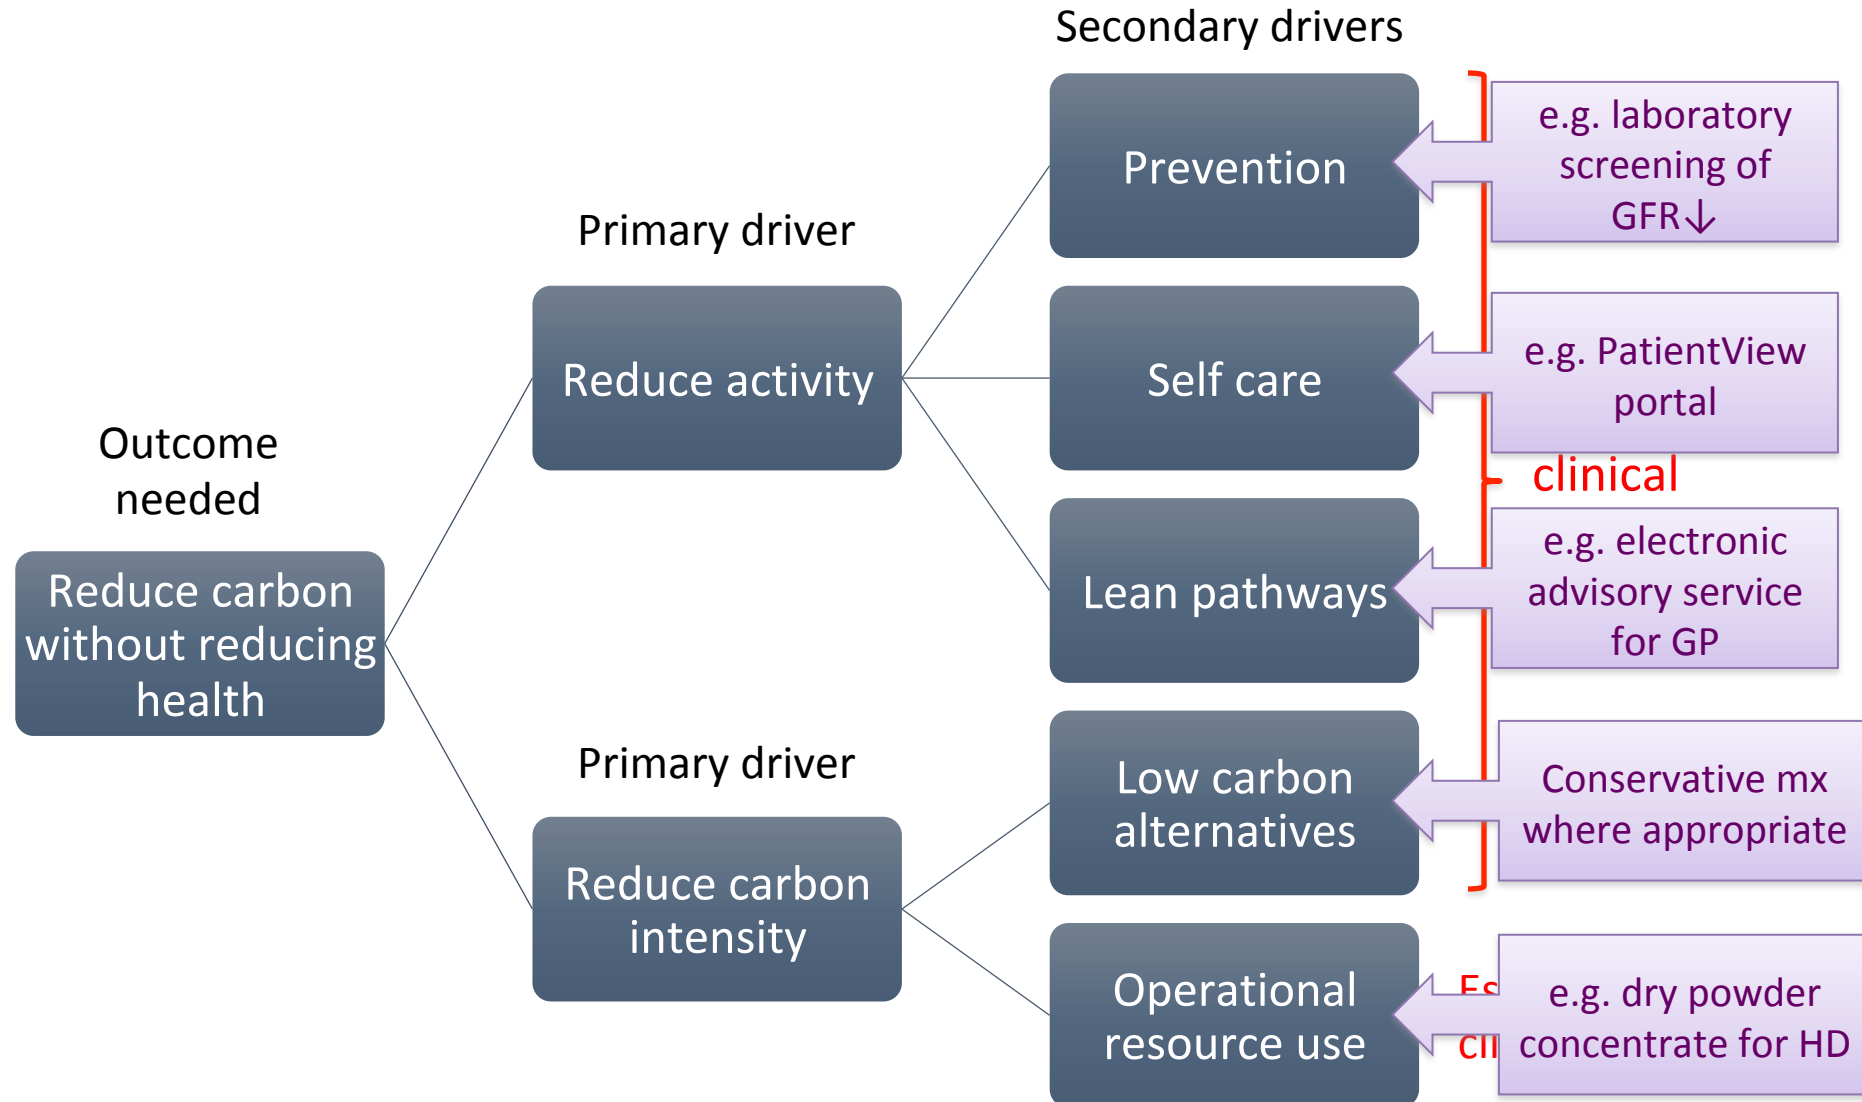 Secondary drivers
Prevention
e.g. laboratory
screening of
GFR↓
Primary driver
Reduce activity
Self care
e.g. PatientView
portal
Outcome
needed
clinical
Reduce carbon
without reducing
health
Lean pathways
e.g. electronic
advisory service
for GP
Primary driver
Reduce carbon
intensity
Low carbon
alternatives
Conservative mx
where appropriate
Operational
resource use
e.g. dry powder
concentrate for HD